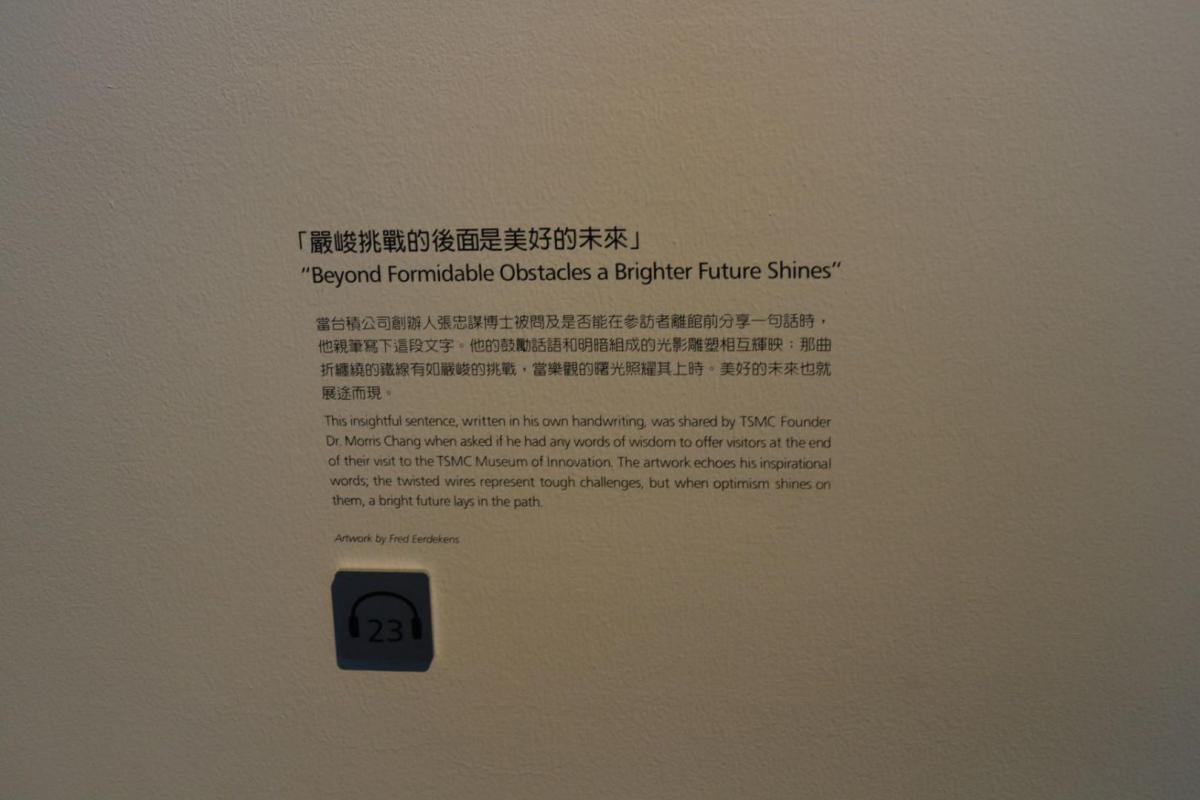 「嚴峻挑戰的後面是美好的未來」
"Beyond Formidable Obstacles a Brighter Future Shines"
當台積公司創辦人張忠謀博士被問及是否能在參訪者離館前分享一句話時，
他親筆寫下這段文字。他的鼓勵話語和明暗組成的光影雕塑相互輝映：那曲
折纏繞的鐵線有如嚴峻的挑戰，當樂觀的曙光照耀其上時。美好的未來也就
展途而現。
This insightful sentence, written in his own handwriting, was shared by TSMC Founder
Dr. Morris Chang when asked if he had any words of wisdom to offer visitors at the end
of their visit to the TSMC Museum of Innovation. The artwork echoes his inspirational
words; the twisted wires represent tough challenges, but when optimism shines on
them, a bright future lays in the path.
Artwork by Fred Eerdekens
23